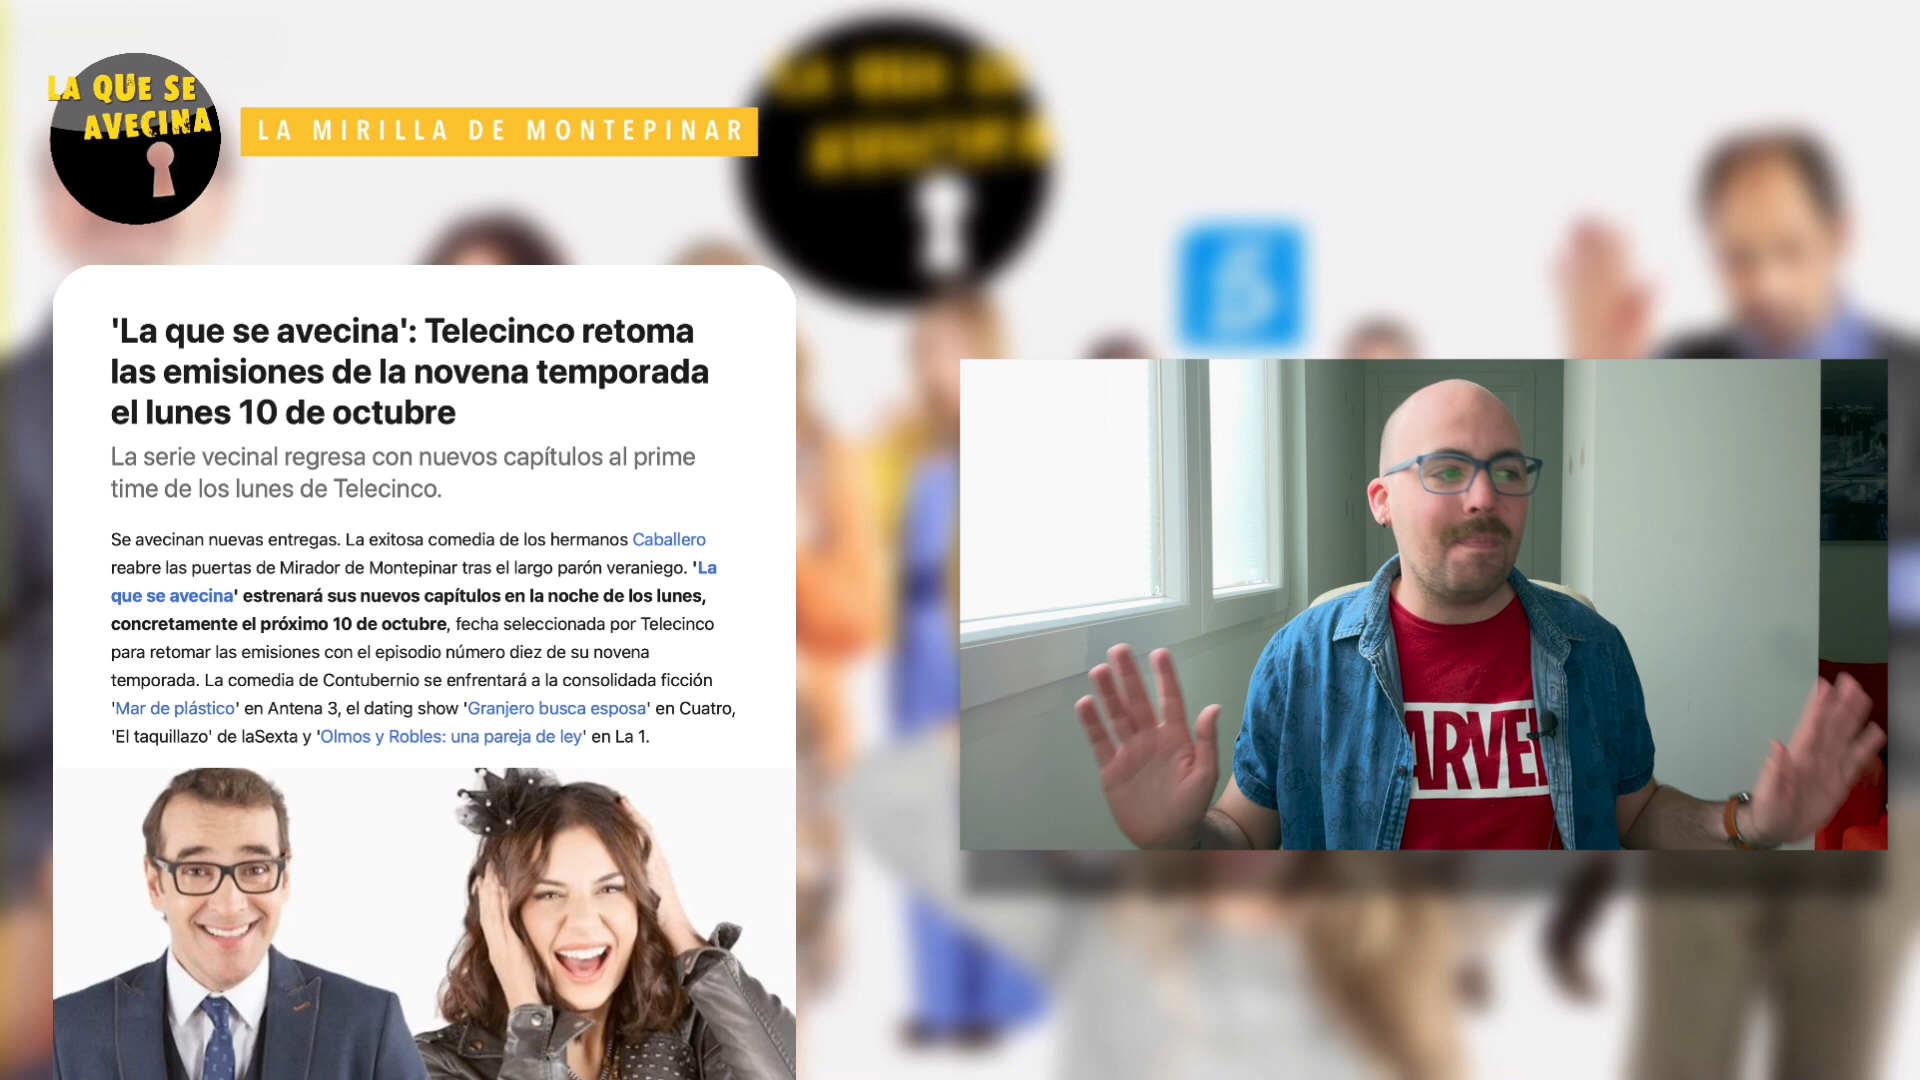 LA QUE SE
AVECINA
LA MIRILLA DE MONTEPINAR
'La que se avecina': Telecinco retoma
las emisiones de la novena temporada
el lunes 10 de octubre
La serie vecinal regresa con nuevos capítulos al prime
time de los lunes de Telecinco.
Se avecinan nuevas entregas. La exitosa comedia de los hermanos Caballero
reabre las puertas de Mirador de Montepinar tras el largo parón veraniego. 'La
que se avecina' estrenará sus nuevos capítulos en la noche de los lunes,
concretamente el próximo 10 de octubre, fecha seleccionada por Telecinco
para retomar las emisiones con el episodio número diez de su novena
temporada. La comedia de Contubernio se enfrentará a la consolidada ficción
'Mar de plástico' en Antena 3, el dating show 'Granjero busca esposa' en Cuatro,
'El taquillazo' de laSexta y 'Olmos y Robles: una pareja de ley' en La 1.
LA QUE SE
AVECINA
5
ARVE